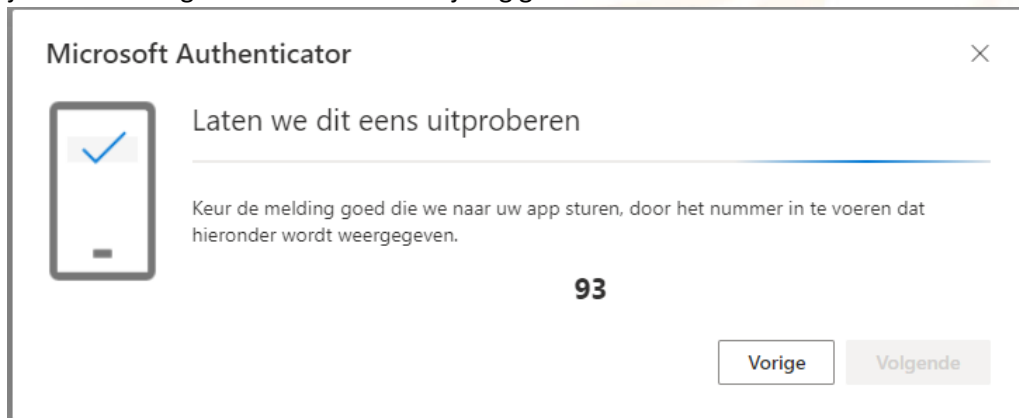 Microsoft Authenticator
Laten we dit eens uitproberen
Keur de melding goed die we naar uw app sturen, door het nummer in te voeren dat
hieronder wordt weergegeven.
93
Vorige
Volgende